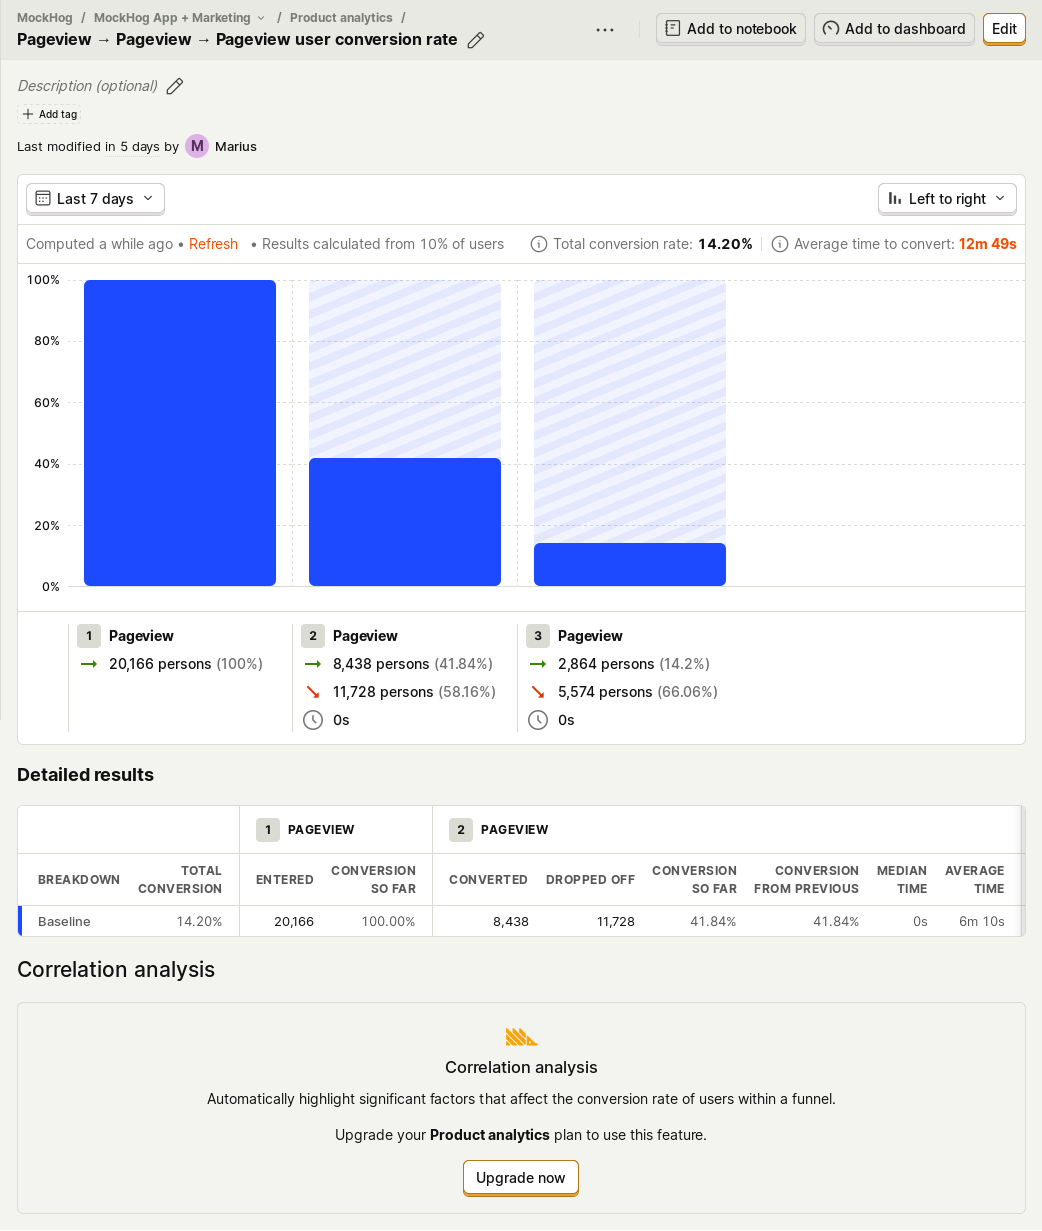 MockHog / MockHog App + Marketing / Product analytics /
Pageview → Pageview → Pageview user conversion rate
Add to notebook
Add to dashboard
Edit
Description (optional)
Add tag
Last modified in 5 days by M Marius
Last 7 days
Left to right
Computed a while ago • Refresh • Results calculated from 10% of users
Total conversion rate: 14.20%
Average time to convert: 12m 49s
100%
80%
60%
40%
20%
0%
1 Pageview
20,166 persons (100%)
2 Pageview
8,438 persons (41.84%)
11,728 persons (58.16%)
0s
3 Pageview
2,864 persons (14.2%)
5,574 persons (66.06%)
0s
Detailed results
1 PAGEVIEW
2 PAGEVIEW
BREAKDOWN
TOTAL
CONVERSION
ENTERED
CONVERSION
SO FAR
CONVERTED
DROPPED OFF
CONVERSION
SO FAR
CONVERSION
FROM PREVIOUS
MEDIAN
TIME
AVERAGE
TIME
Baseline 14.20% 20,166 100.00% 8,438 11,728 41.84% 41.84% 0s 6m 10s
Correlation analysis
Correlation analysis
Automatically highlight significant factors that affect the conversion rate of users within a funnel.
Upgrade your Product analytics plan to use this feature.
Upgrade now